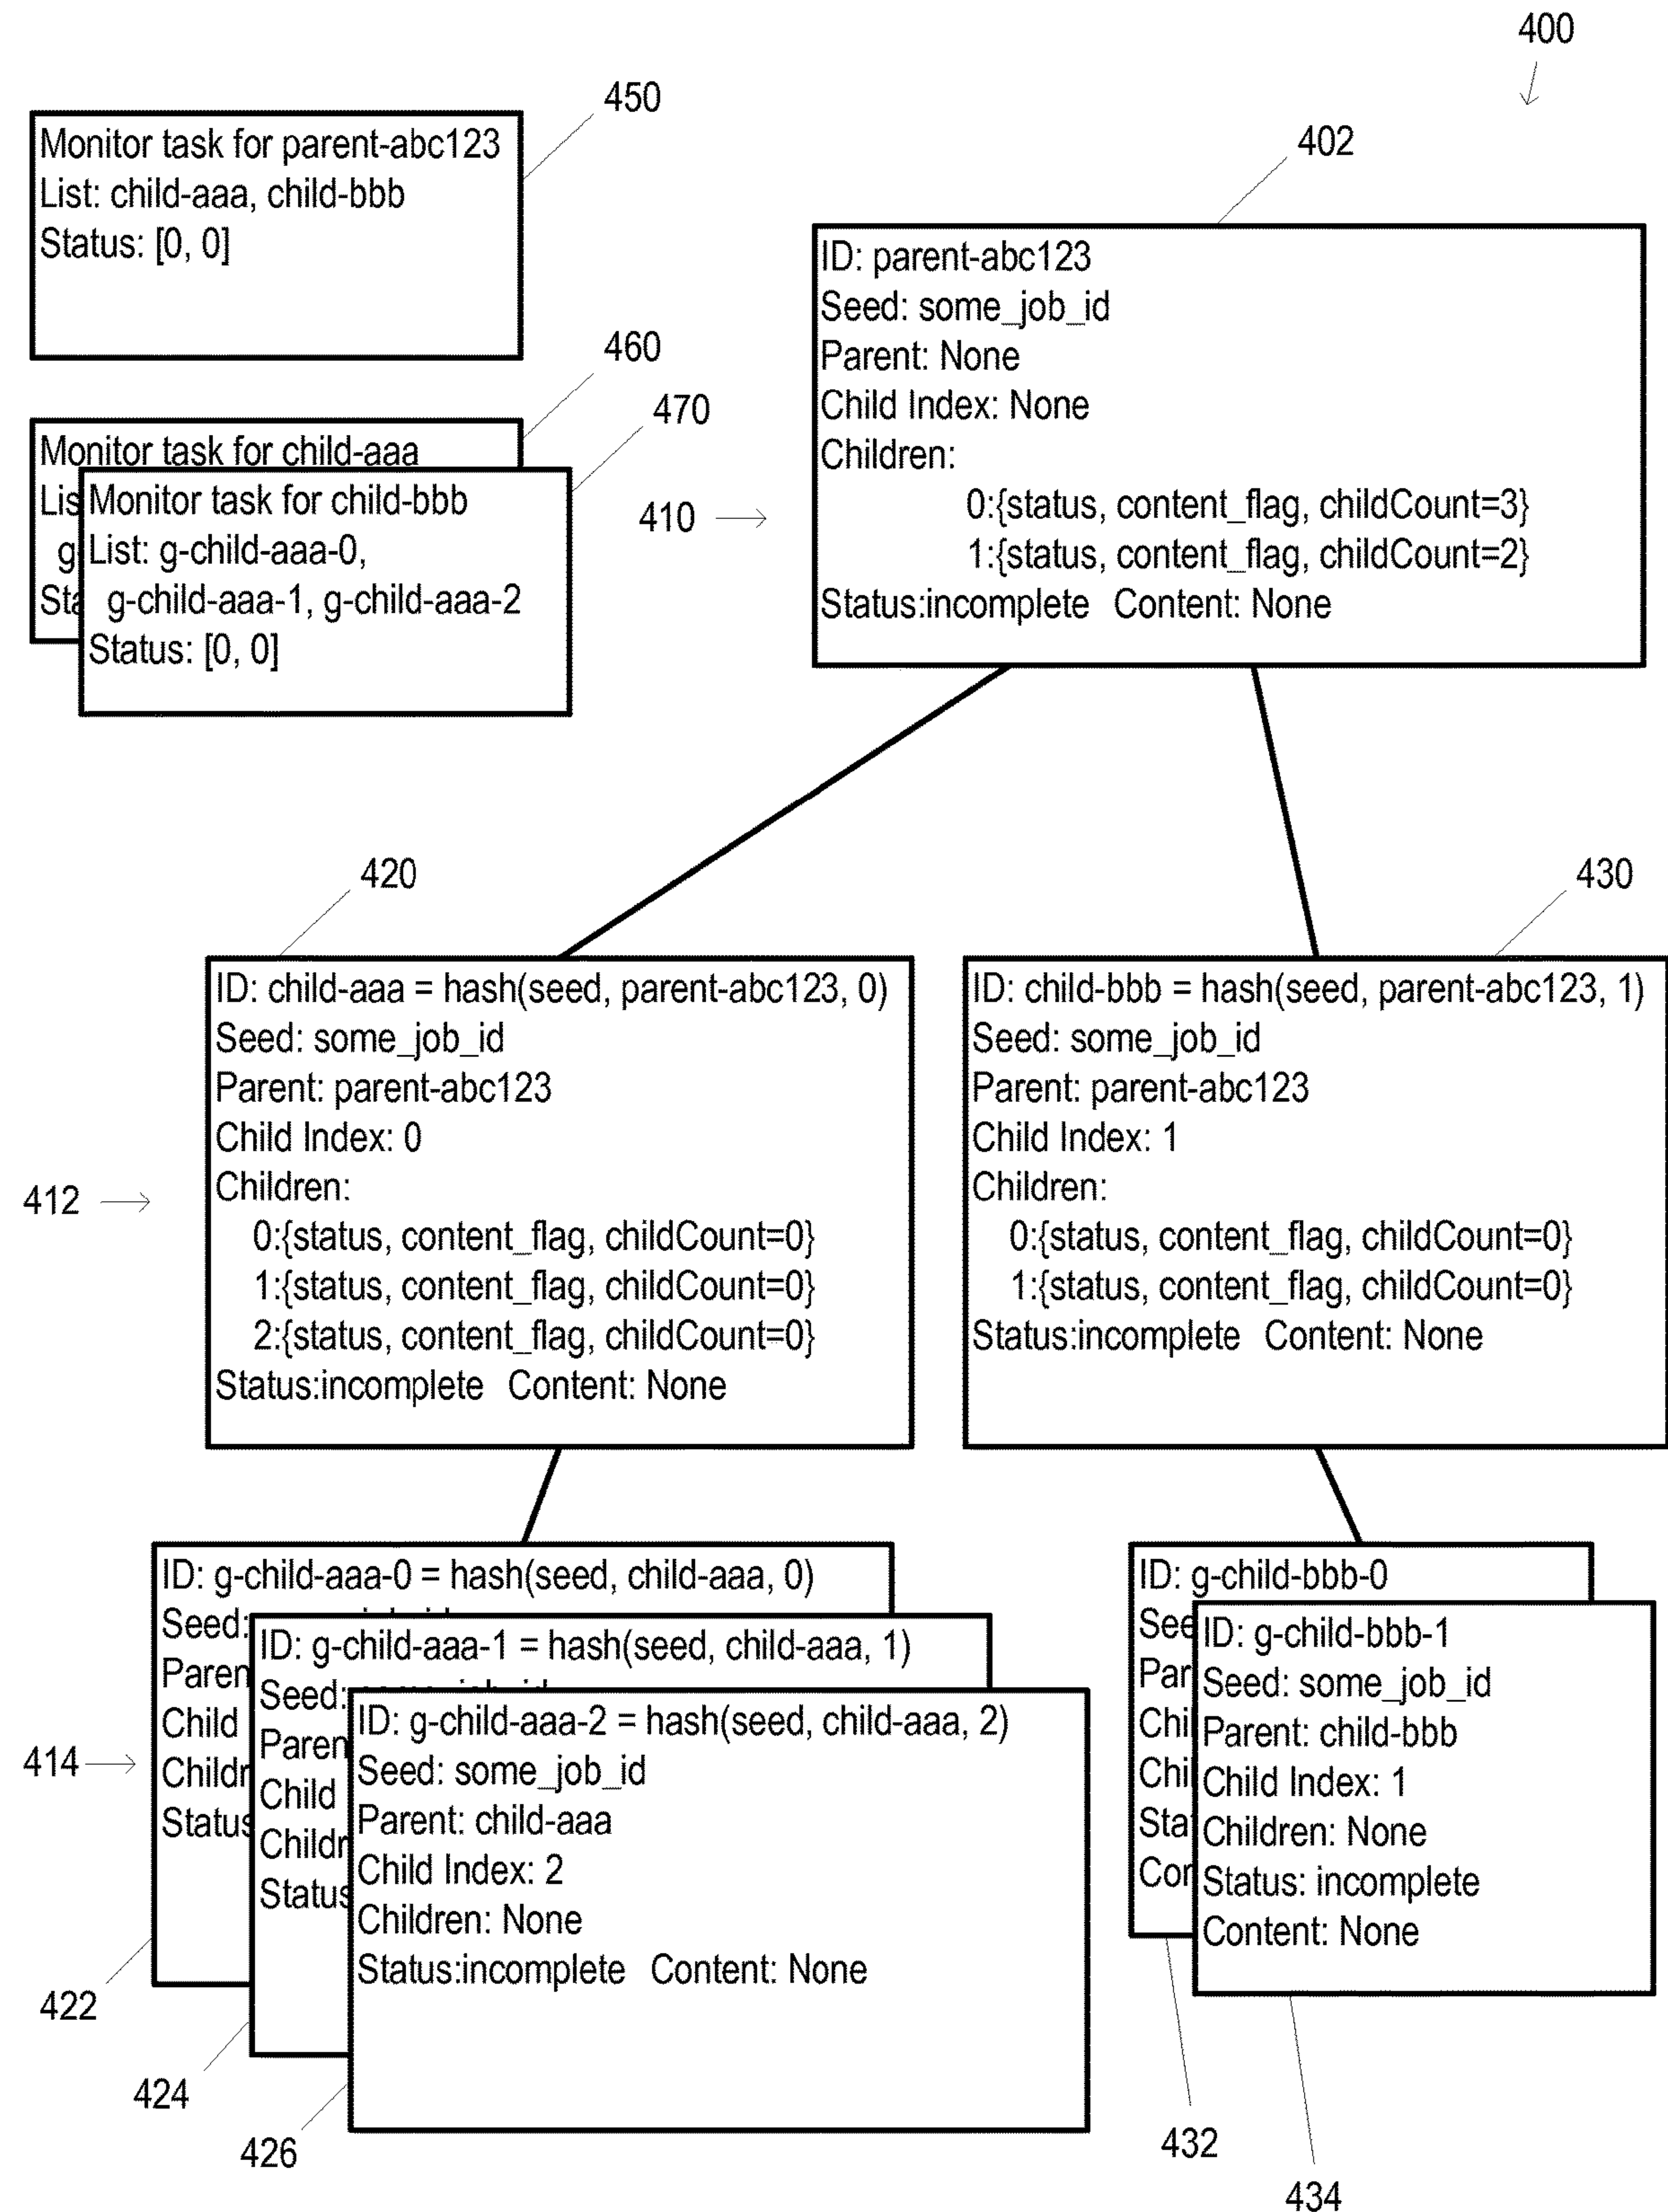 400
450
Monitor task for parent-abc123
List: child-aaa, child-bbb
Status: [0, 0]
402
ID: parent-abc123
Seed: some_job_id
Parent: None
Child Index: None
Children:
0:{status, content_flag, childCount=3}
1:{status, content_flag, childCount=2}
Status:incomplete Content: None
410
460
Monitor task for child-aaa
470
Monitor task for child-bbb
List: g-child-aaa-0,
g-child-aaa-1, g-child-aaa-2
Status: [0, 0]
420
ID: child-aaa = hash(seed, parent-abc123, 0)
Seed: some_job_id
Parent: parent-abc123
Child Index: 0
Children:
0:{status, content_flag, childCount=0}
1:{status, content_flag, childCount=0}
2:{status, content_flag, childCount=0}
Status:incomplete Content: None
430
ID: child-bbb = hash(seed, parent-abc123, 1)
Seed: some_job_id
Parent: parent-abc123
Child Index: 1
Children:
0:{status, content_flag, childCount=0}
1:{status, content_flag, childCount=0}
Status:incomplete Content: None
412
414
ID: g-child-aaa-0 = hash(seed, child-aaa, 0)
Seed:
Child
Status
422
ID: g-child-aaa-1 = hash(seed, child-aaa, 1)
Seed:
Child
Status
424
ID: g-child-aaa-2 = hash(seed, child-aaa, 2)
Seed: some_job_id
Parent: child-aaa
Child Index: 2
Children: None
Status:incomplete Content: None
426
ID: g-child-bbb-0
432
ID: g-child-bbb-1
Seed: some_job_id
Parent: child-bbb
Child Index: 1
Children: None
Status: incomplete
Content: None
434